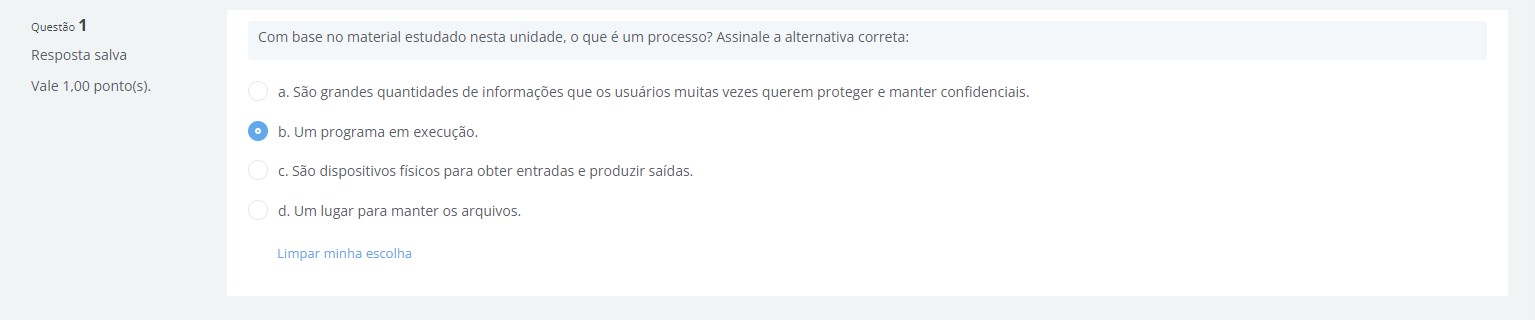 Questão 1
Resposta salva
Vale 1,00 ponto(s).
Com base no material estudado nesta unidade, o que é um processo? Assinale a alternativa correta:
a. São grandes quantidades de informações que os usuários muitas vezes querem proteger e manter confidenciais.
b. Um programa em execução.
c. São dispositivos físicos para obter entradas e produzir saídas.
d. Um lugar para manter os arquivos.
Limpar minha escolha